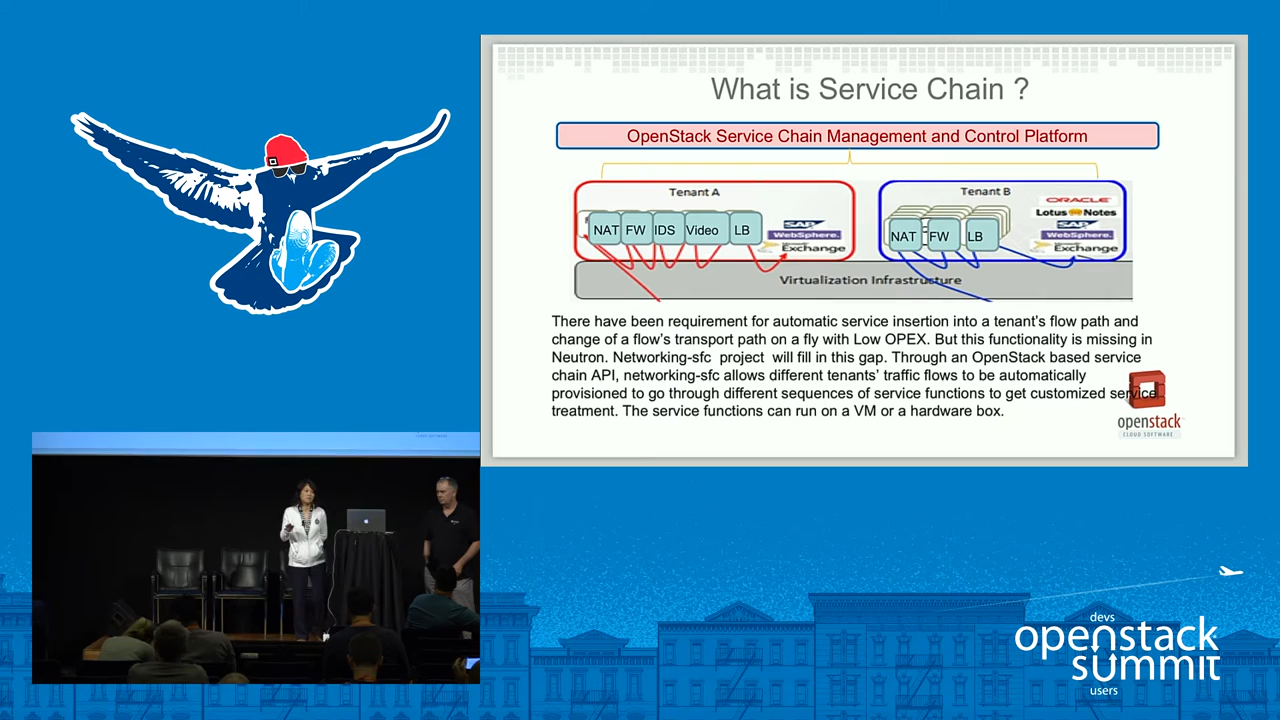 What is Service Chain ?
OpenStack Service Chain Management and Control Platform
Tenant A
NAT FW IDS Video LB
SAP
WebSphere.
Exchange
Tenant B
NAT FW LB
ORACLE
Lotus Notes
SAP
WebSphere.
Exchange
Virtualization Infrastructure
There have been requirement for automatic service insertion into a tenant's flow path and
change of a flow's transport path on a fly with Low OPEX. But this functionality is missing in
Neutron. Networking-sfc project will fill in this gap. Through an OpenStack based service
chain API, networking-sfc allows different tenants' traffic flows to be automatically
provisioned to go through different sequences of service functions to get customized service
treatment. The service functions can run on a VM or a hardware box.
openstack
CLOUD SOFTWARE
devs
openstack
summit
users